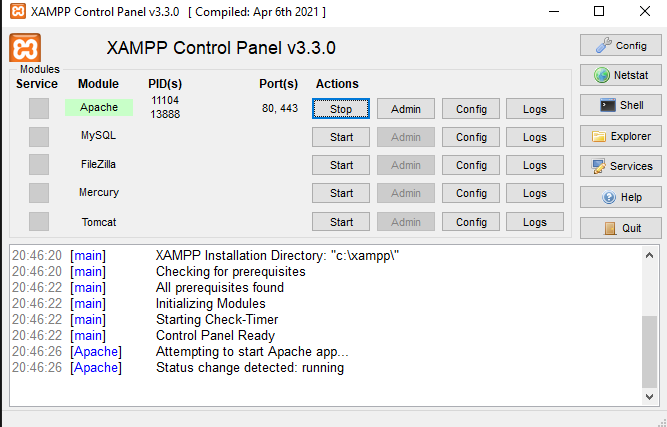 XAMPP Control Panel v3.3.0 [ Compiled: Apr 6th 2021 ]
XAMPP Control Panel v3.3.0
Config
Modules
Service Module PID(s) Port(s) Actions
Netstat
Apache 11104 13888 80, 443 Stop Admin Config Logs
Shell
MySQL Start Admin Config Logs
Explorer
FileZilla Start Admin Config Logs
Services
Mercury Start Admin Config Logs
Help
Tomcat Start Admin Config Logs
Quit
20:46:20 [main] XAMPP Installation Directory: "c:\xampp\"
20:46:20 [main] Checking for prerequisites
20:46:22 [main] All prerequisites found
20:46:22 [main] Initializing Modules
20:46:22 [main] Starting Check-Timer
20:46:22 [main] Control Panel Ready
20:46:26 [Apache] Attempting to start Apache app...
20:46:26 [Apache] Status change detected: running